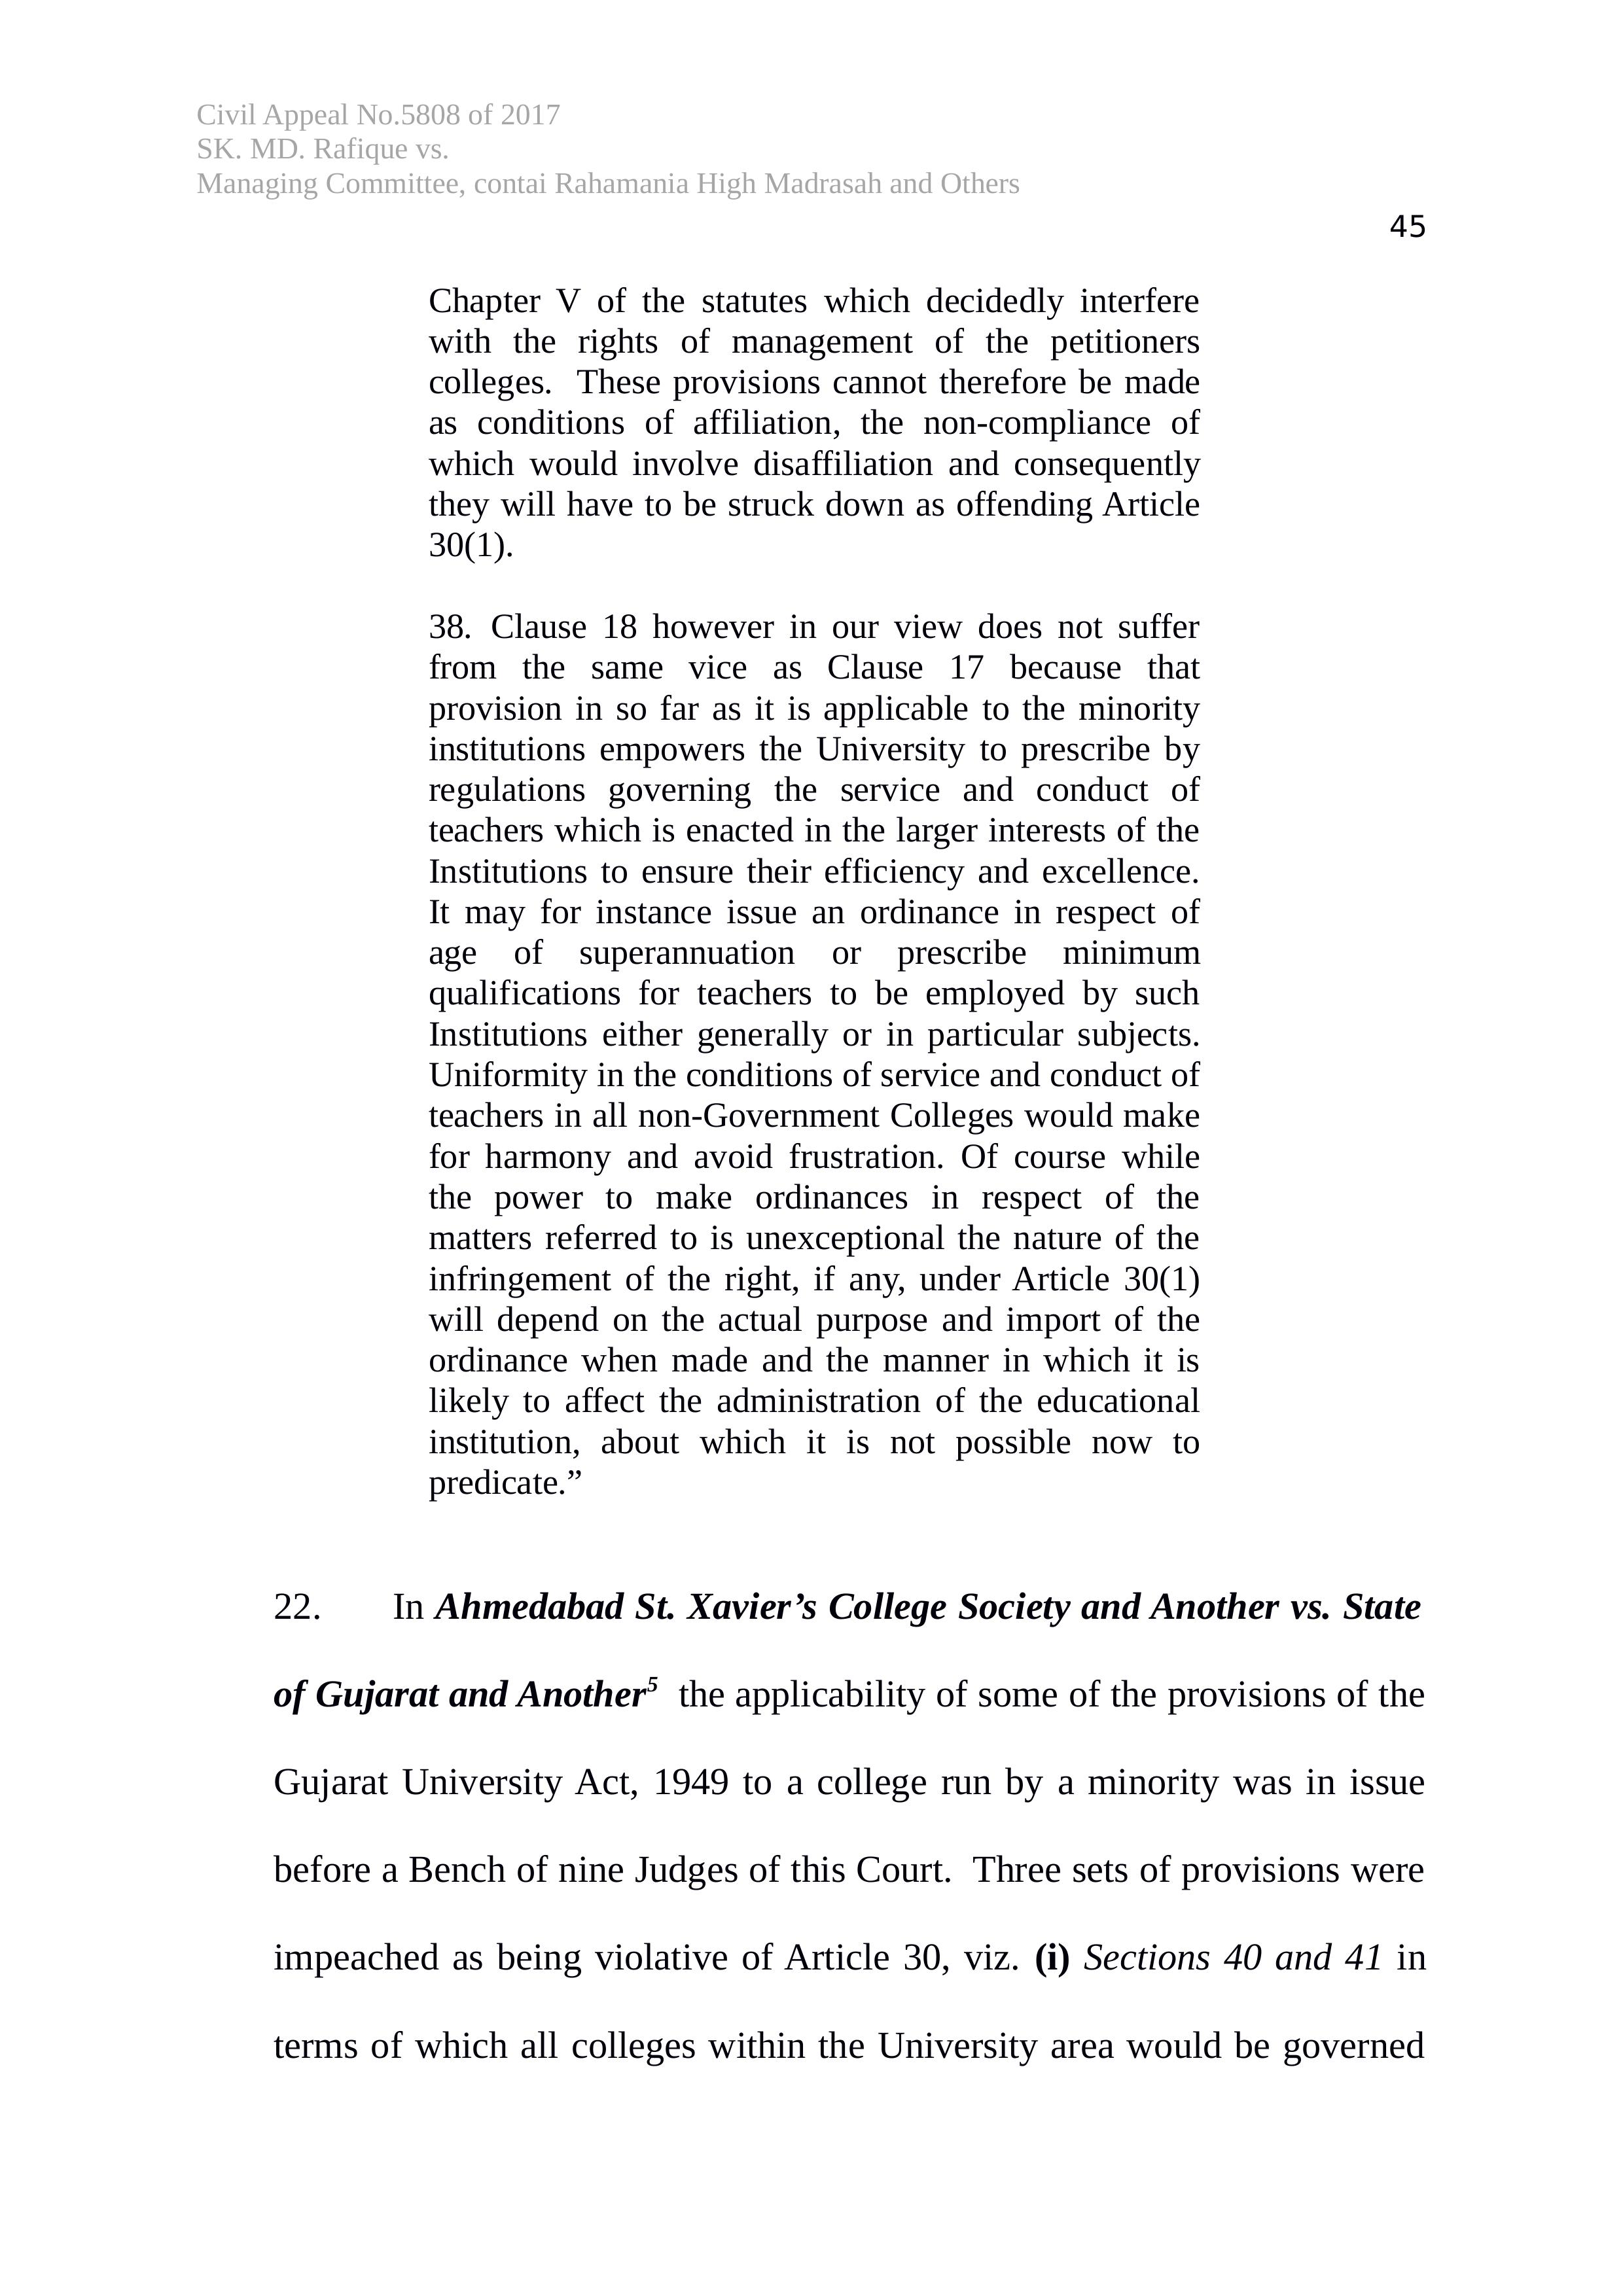 Civil Appeal No.5808 of 2017
SK. MD. Rafique vs.
Managing Committee, contai Rahamania High Madrasah and Others
45
Chapter V of the statutes which decidedly interfere
with the rights of management of the petitioners
colleges. These provisions cannot therefore be made
as conditions of affiliation, the non-compliance of
which would involve disaffiliation and consequently
they will have to be struck down as offending Article
30(1).
38. Clause 18 however in our view does not suffer
from the same vice as Clause 17 because that
provision in so far as it is applicable to the minority
institutions empowers the University to prescribe by
regulations governing the service and conduct of
teachers which is enacted in the larger interests of the
Institutions to ensure their efficiency and excellence.
It may for instance issue an ordinance in respect of
age of superannuation or prescribe minimum
qualifications for teachers to be employed by such
Institutions either generally or in particular subjects.
Uniformity in the conditions of service and conduct of
teachers in all non-Government Colleges would make
for harmony and avoid frustration. Of course while
the power to make ordinances in respect of the
matters referred to is unexceptional the nature of the
infringement of the right, if any, under Article 30(1)
will depend on the actual purpose and import of the
ordinance when made and the manner in which it is
likely to affect the administration of the educational
institution, about which it is not possible now to
predicate.”
22. In Ahmedabad St. Xavier’s College Society and Another vs. State
of Gujarat and Another5 the applicability of some of the provisions of the
Gujarat University Act, 1949 to a college run by a minority was in issue
before a Bench of nine Judges of this Court. Three sets of provisions were
impeached as being violative of Article 30, viz. (i) Sections 40 and 41 in
terms of which all colleges within the University area would be governed